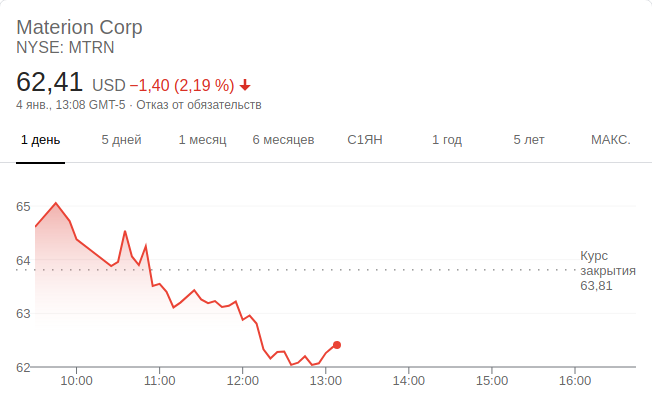 Materion Corp
NYSE: MTRN
62,41 USD −1,40 (2,19 %)
4 янв., 13:08 GMT-5 · Отказ от обязательств
1 день 5 дней 1 месяц 6 месяцев С1ЯН 1 год 5 лет МАКС.
65
64
63
62
Курс
закрытия
63,81
10:00 11:00 12:00 13:00 14:00 15:00 16:00